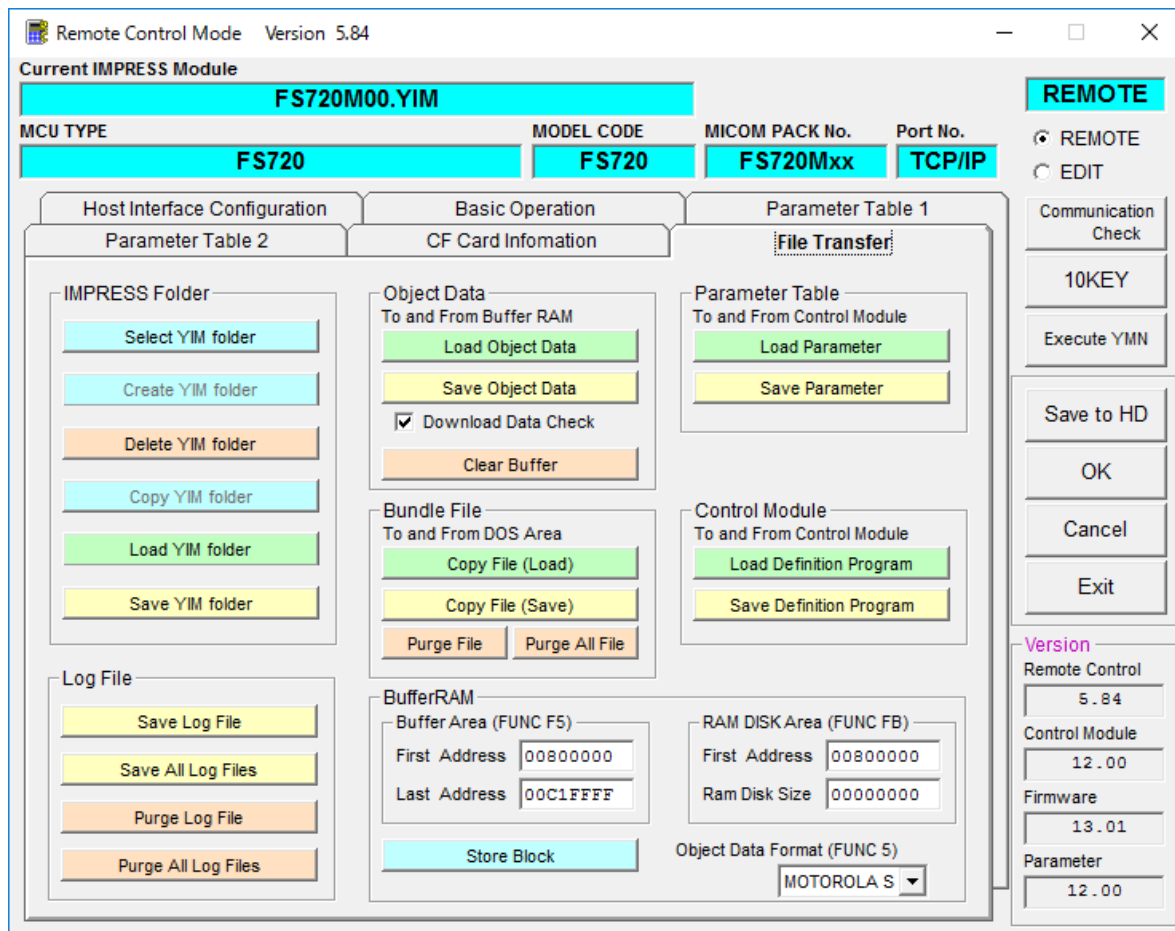 Remote Control Mode Version 5.84
Current IMPRESS Module
FS720M00.YIM
REMOTE
MCU TYPE
MODEL CODE
MICOM PACK No.
Port No.
FS720
FS720
FS720Mxx
TCP/IP
REMOTE
EDIT
Host Interface Configuration
Basic Operation
Parameter Table 1
Parameter Table 2
CF Card Infomation
File Transfer
IMPRESS Folder
Select YIM folder
Create YIM folder
Delete YIM folder
Copy YIM folder
Load YIM folder
Save YIM folder
Log File
Save Log File
Save All Log Files
Purge Log File
Purge All Log Files
Object Data
To and From Buffer RAM
Load Object Data
Save Object Data
Download Data Check
Clear Buffer
Bundle File
To and From DOS Area
Copy File (Load)
Copy File (Save)
Purge File
Purge All File
Parameter Table
To and From Control Module
Load Parameter
Save Parameter
Control Module
To and From Control Module
Load Definition Program
Save Definition Program
BufferRAM
Buffer Area (FUNC F5)
First Address 00800000
Last Address 00C1FFFF
Store Block
RAM DISK Area (FUNC FB)
First Address 00800000
Ram Disk Size 00000000
Object Data Format (FUNC 5)
MOTOROLA S
Communication
Check
10KEY
Execute YMN
Save to HD
OK
Cancel
Exit
Version
Remote Control
5.84
Control Module
12.00
Firmware
13.01
Parameter
12.00